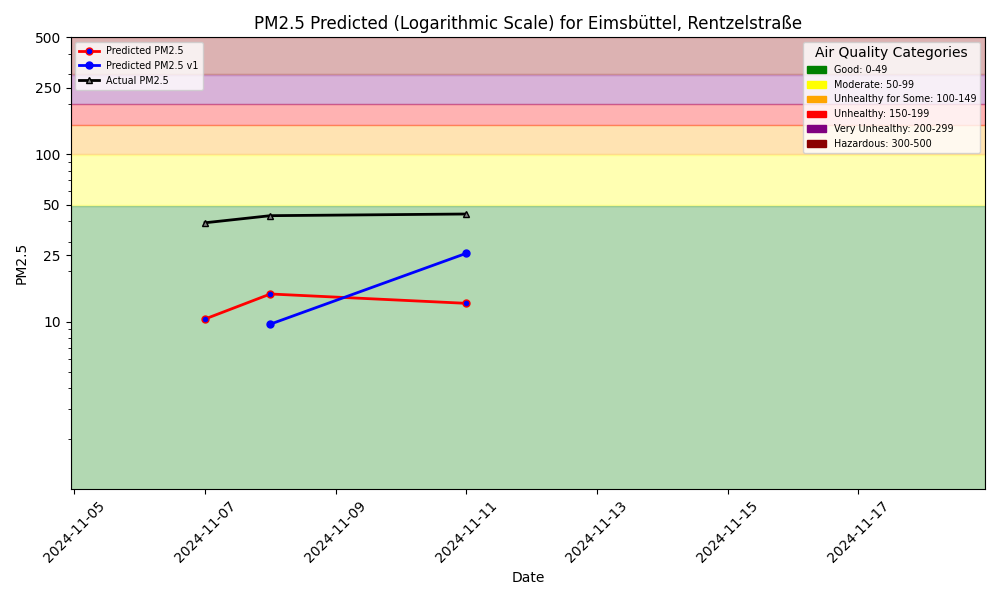 PM2.5 Predicted (Logarithmic Scale) for Eimsbüttel, Rentzelstraße
Predicted PM2.5
Predicted PM2.5 v1
Actual PM2.5
Air Quality Categories
Good: 0-49
Moderate: 50-99
Unhealthy for Some: 100-149
Unhealthy: 150-199
Very Unhealthy: 200-299
Hazardous: 300-500
500
250
100
50
25
10
PM2.5
2024-11-05
2024-11-07
2024-11-09
2024-11-11
2024-11-13
2024-11-15
2024-11-17
Date